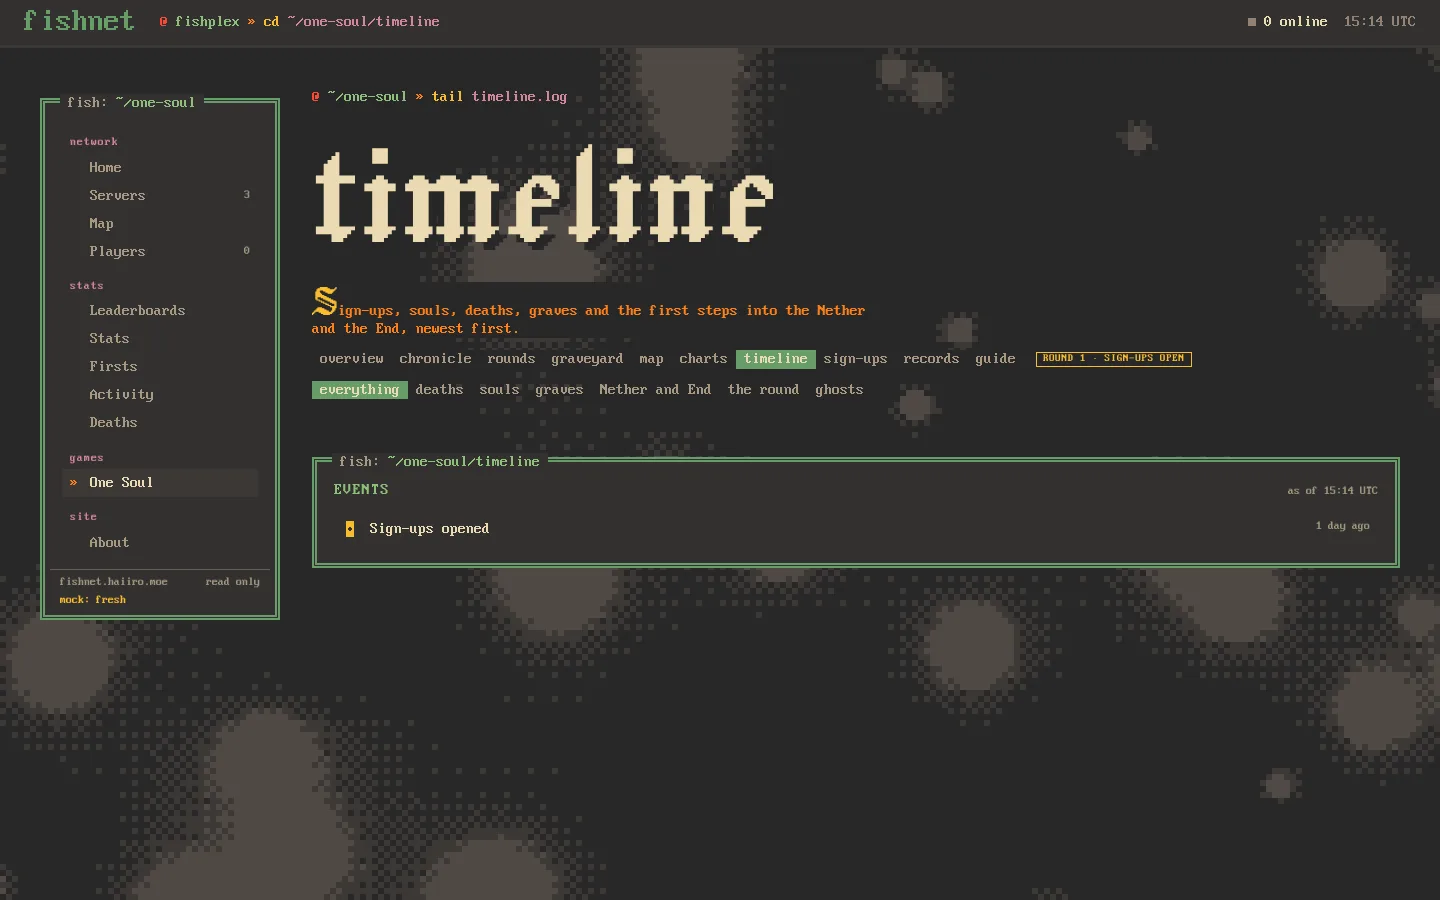 fishnet @ fishplex » cd ~/one-soul/timeline 0 online 15:14 UTC
fish: ~/one-soul
network
Home
Servers 3
Map
Players 0
stats
Leaderboards
Stats
Firsts
Activity
Deaths
games
» One Soul
site
About
fishnet.haiiro.moe read only
mock: fresh
@ ~/one-soul » tail timeline.log
timeline
Sign-ups, souls, deaths, graves and the first steps into the Nether
and the End, newest first.
overview chronicle rounds graveyard map charts timeline sign-ups records guide ROUND 1 · SIGN-UPS OPEN
everything deaths souls graves Nether and End the round ghosts
fish: ~/one-soul/timeline
EVENTS as of 15:14 UTC
Sign-ups opened 1 day ago